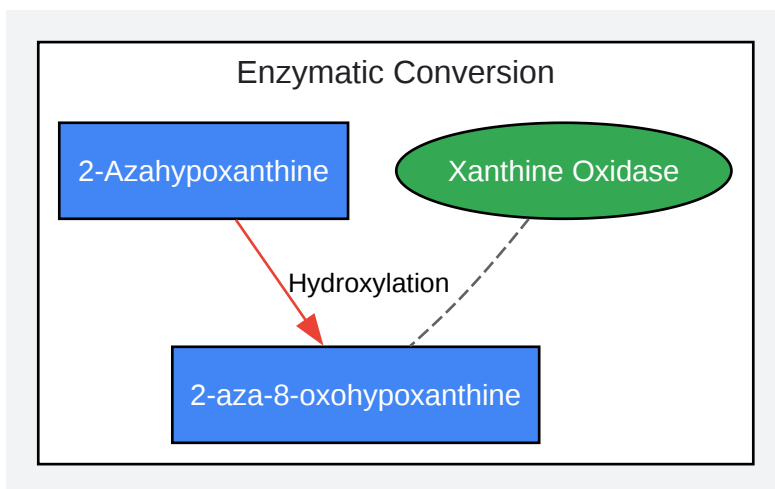 Enzymatic Conversion
2-Azahypoxanthine
Xanthine Oxidase
Hydroxylation
2-aza-8-oxohypoxanthine